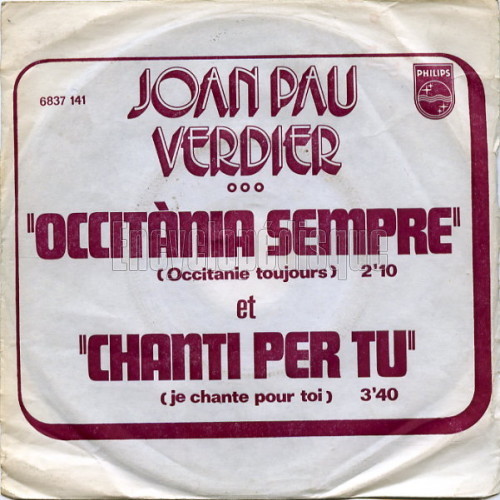 JOAN PAU
VERDIER
PHILIPS
6837 141
"OCCITÀNIA SEMPRE"
Encyclopédisque
(Occitanie toujours) 2'10
et
"CHANTI PER TU"
(je chante pour toi) 3'40